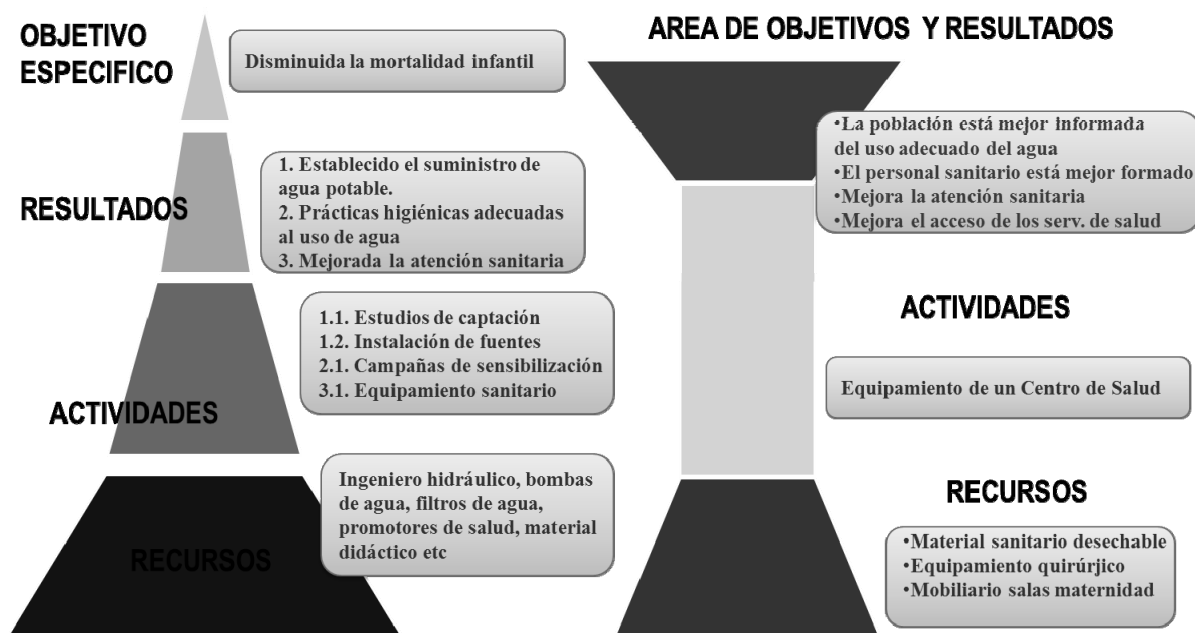 OBJETIVO
ESPECIFICO
Disminuida la mortalidad infantil
RESULTADOS
1. Establecido el suministro de
agua potable.
2. Prácticas higiénicas adecuadas
al uso de agua
3. Mejorada la atención sanitaria
ACTIVIDADES
1.1. Estudios de captación
1.2. Instalación de fuentes
2.1. Campañas de sensibilización
3.1. Equipamiento sanitario
RECURSOS
Ingeniero hidráulico, bombas
de agua, filtros de agua,
promotores de salud, material
didáctico etc
AREA DE OBJETIVOS Y RESULTADOS
•La población está mejor informada
del uso adecuado del agua
•El personal sanitario está mejor formado
•Mejora la atención sanitaria
•Mejora el acceso de los serv. de salud
ACTIVIDADES
Equipamiento de un Centro de Salud
RECURSOS
•Material sanitario desechable
•Equipamiento quirúrjico
•Mobiliario salas maternidad